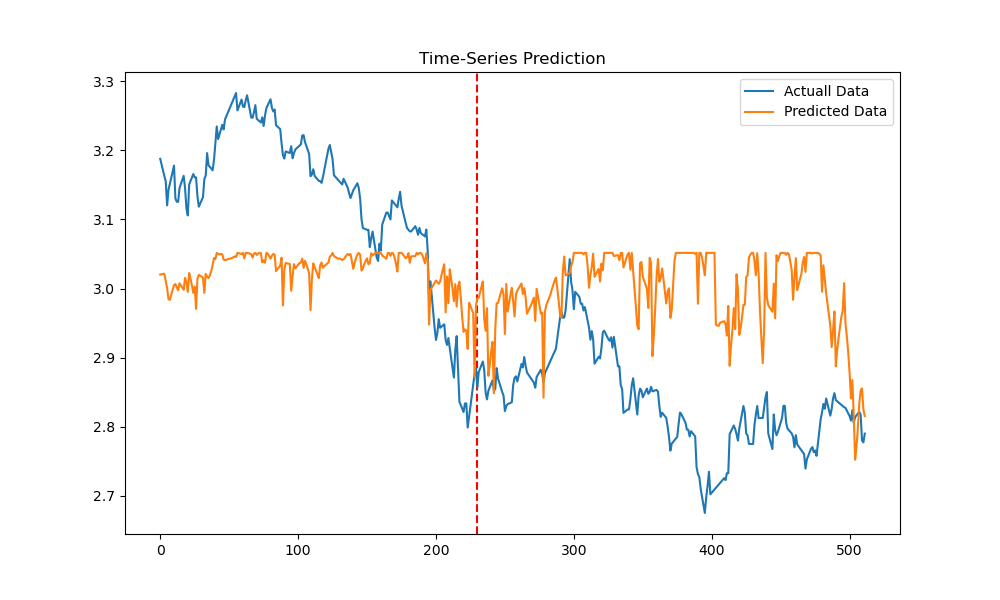 Time-Series Prediction
Actuall Data
Predicted Data
3.3
3.2
3.1
3.0
2.9
2.8
2.7
0 100 200 300 400 500